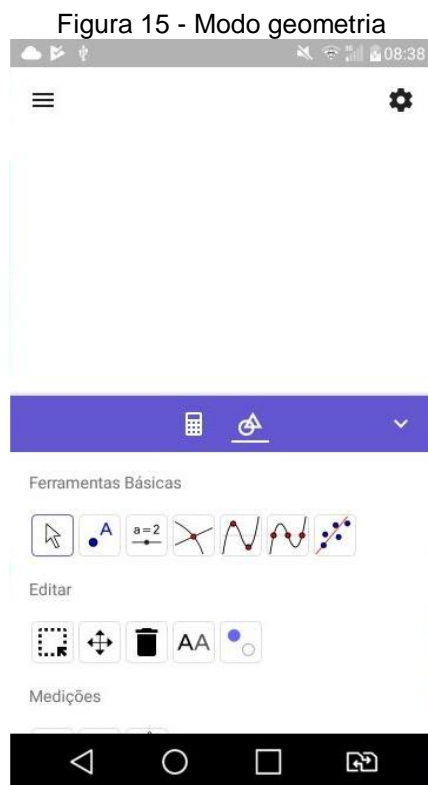 Figura 15 - Modo geometria
08:38
Ferramentas Básicas
A
a=2
Editar
AA
Medições